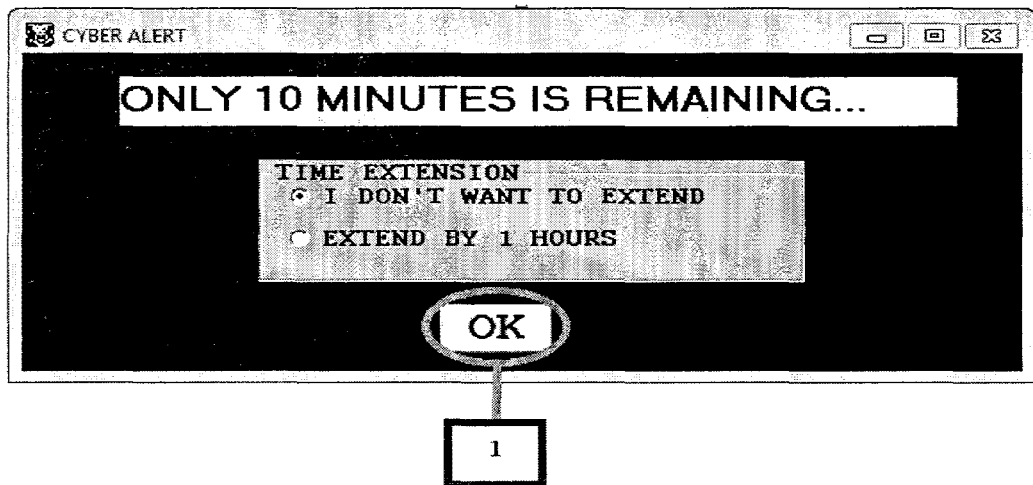 CYBER ALERT
ONLY 10 MINUTES IS REMAINING...
TIME EXTENSION
I DON'T WANT TO EXTEND
EXTEND BY 1 HOURS
OK
1